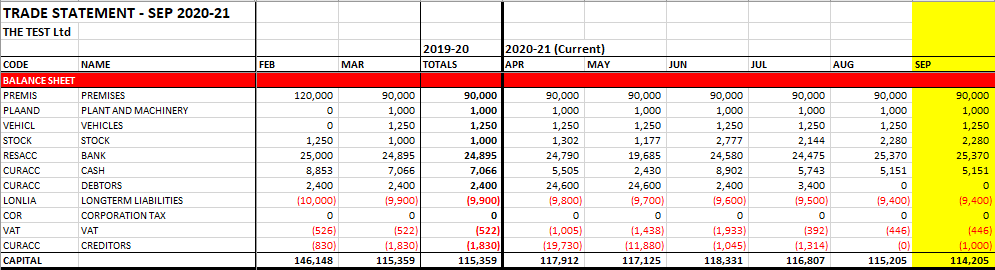 TRADE STATEMENT - SEP 2020-21
THE TEST Ltd
2019-20 2020-21 (Current)
CODE NAME FEB MAR TOTALS APR MAY JUN JUL AUG SEP
BALANCE SHEET
PREMIS PREMISES 120,000 90,000 90,000 90,000 90,000 90,000 90,000 90,000 90,000
PLAAND PLANT AND MACHINERY 0 1,000 1,000 1,000 1,000 1,000 1,000 1,000 1,000
VEHICL VEHICLES 0 1,250 1,250 1,250 1,250 1,250 1,250 1,250 1,250
STOCK STOCK 1,250 1,000 1,000 1,302 1,177 2,777 2,144 2,280 2,280
RESACC BANK 25,000 24,895 24,895 24,790 19,685 24,580 24,475 25,370 25,370
CURACC CASH 8,853 7,066 7,066 5,505 2,430 8,902 5,743 5,151 5,151
CURACC DEBTORS 2,400 2,400 2,400 24,600 24,600 2,400 3,400 0 0
LONLIA LONGTERM LIABILITIES (10,000) (9,900) (9,900) (9,800) (9,700) (9,600) (9,500) (9,400) (9,400)
COR CORPORATION TAX 0 0 0 0 0 0 0 0 0
VAT VAT (526) (522) (522) (1,005) (1,438) (1,933) (392) (446) (446)
CURACC CREDITORS (830) (1,830) (1,830) (19,730) (11,880) (1,045) (1,314) (0) (1,000)
CAPITAL 146,148 115,359 115,359 117,912 117,125 118,331 116,807 115,205 114,205